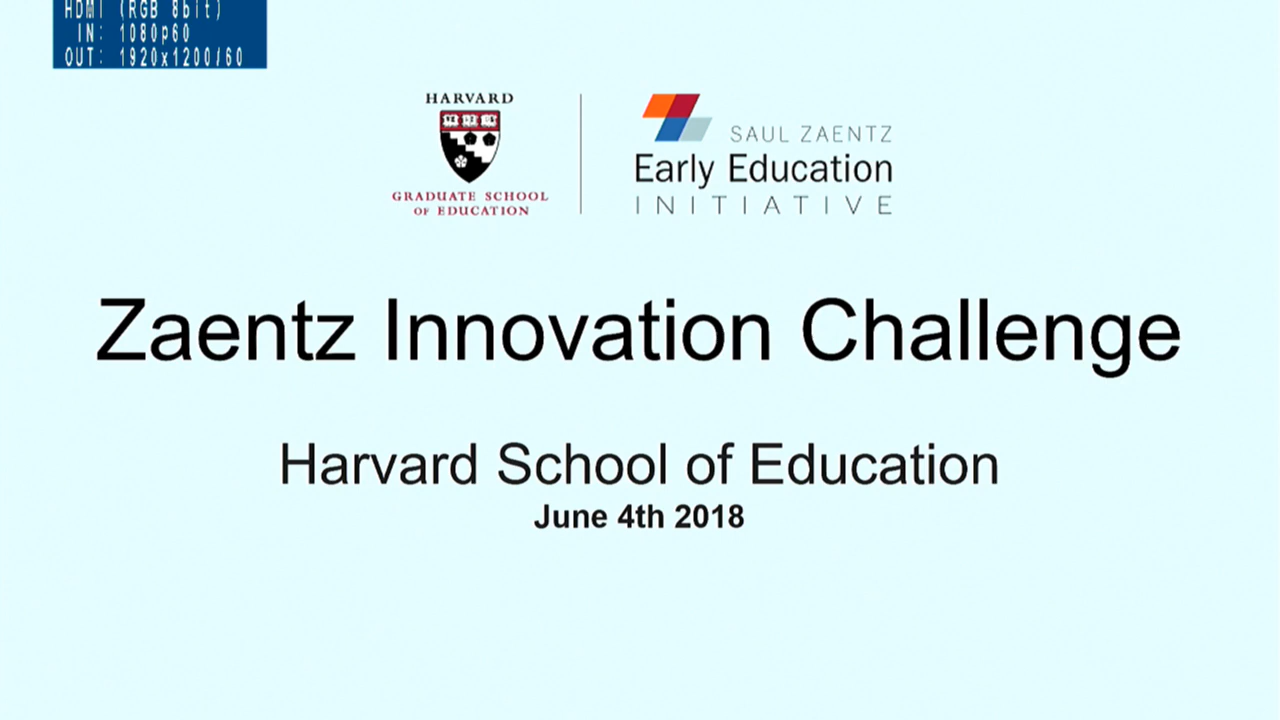 HDMI (RGB 8bit)
IN: 1080p60
OUT: 1920x1200/60
HARVARD
GRADUATE SCHOOL
OF EDUCATION
SAUL ZAENTZ
Early Education
INITIATIVE
Zaentz Innovation Challenge
Harvard School of Education
June 4th 2018